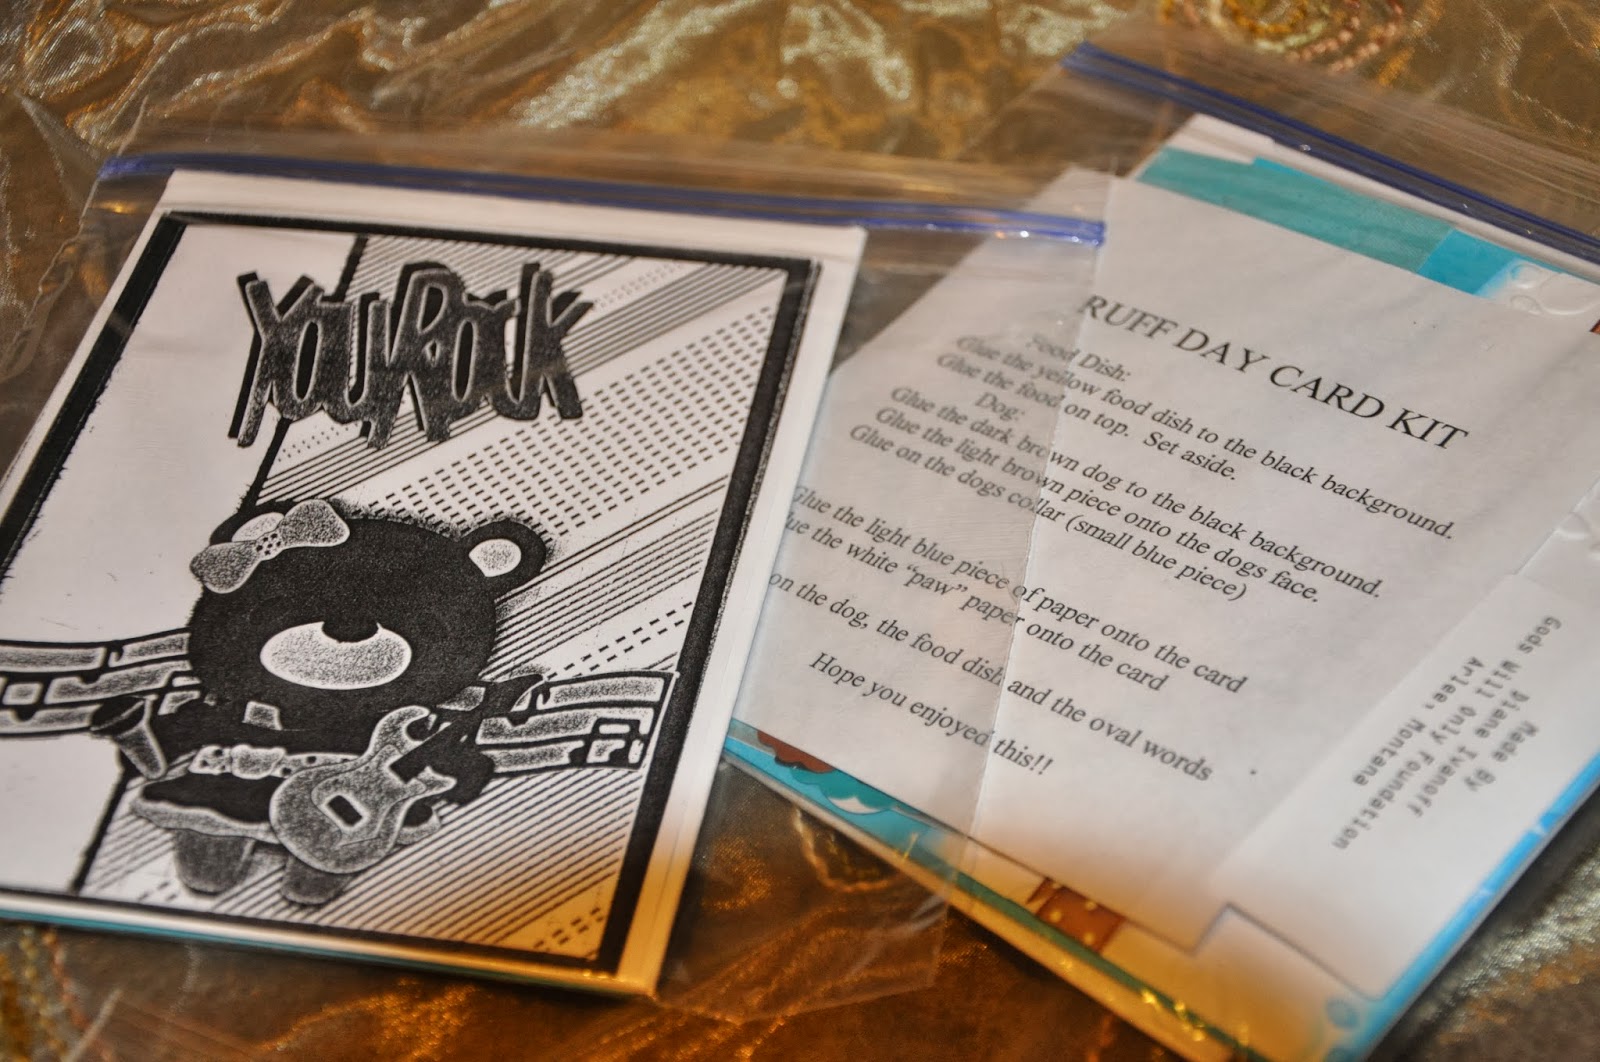 YOU ROCK
RUFF DAY CARD KIT
Food Dish:
Glue the yellow food dish to the black background.
Glue the food on top. Set aside.
Dog:
Glue the dark brown dog to the black background.
Glue the light brown piece onto the dogs face.
Glue on the dogs collar (small blue piece)
Glue the light blue piece of paper onto the card
the white "paw" paper onto the card
on the dog, the food dish and the oval words
Hope you enjoyed this!!
Made By
Diane Ivanoff
Gods Will Only Foundation
Arlee, Montana